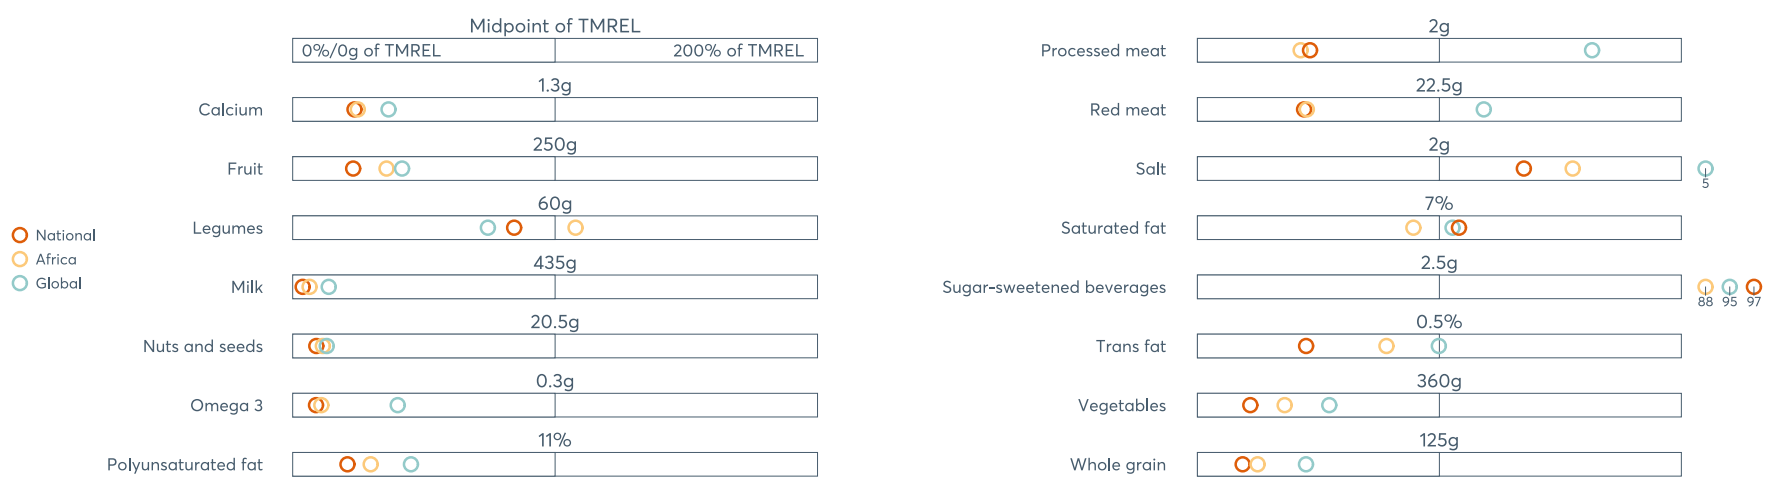 Midpoint of TMREL
0%/0g of TMREL 200% of TMREL
1.3g
Calcium
250g
Fruit
60g
Legumes
435g
Milk
20.5g
Nuts and seeds
0.3g
Omega 3
11%
Polyunsaturated fat
National
Africa
Global
2g
Processed meat
22.5g
Red meat
2g
Salt
5
7%
Saturated fat
2.5g
Sugar-sweetened beverages
88 95 97
0.5%
Trans fat
360g
Vegetables
125g
Whole grain